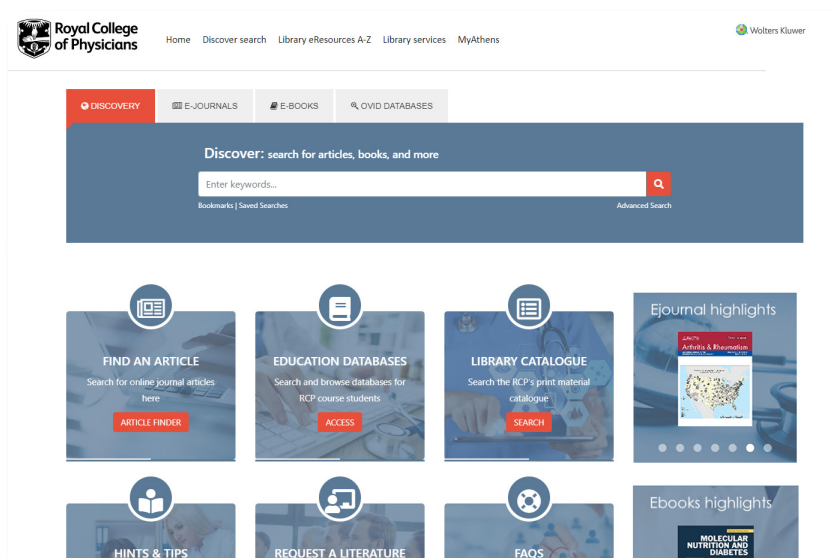 Royal College
of Physicians
Home Discover search Library eResources A-Z Library services MyAthens
Wolters Kluwer
DISCOVERY E-JOURNALS E-BOOKS OVID DATABASES
Discover: search for articles, books, and more
Enter keywords...
Bookmarks | Saved Searches Advanced Search
FIND AN ARTICLE
Search for online journal articles
here
ARTICLE FINDER
EDUCATION DATABASES
Search and browse databases for
RCP course students
ACCESS
LIBRARY CATALOGUE
Search the RCP's print material
catalogue
SEARCH
Ejournal highlights
Arthritis & Rheumatism
HINTS & TIPS
REQUEST A LITERATURE
FAQS
Ebooks highlights
MOLECULAR
NUTRITION AND
DIABETES